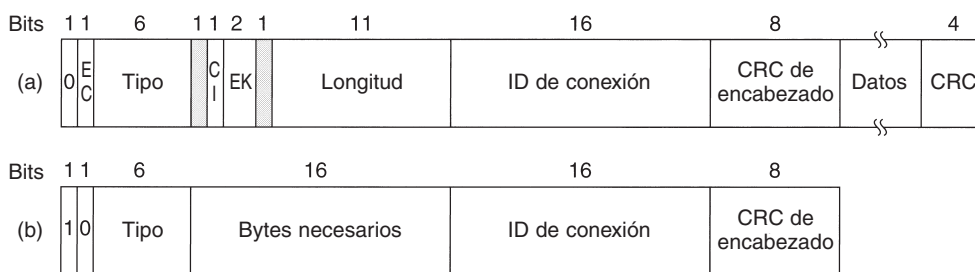 Bits 1 1 6 1 1 2 1 11 16 8 4
(a) 0 EC Tipo CI EK Longitud ID de conexión CRC de encabezado Datos CRC
Bits 1 1 6 16 16 8
(b) 1 0 Tipo Bytes necesarios ID de conexión CRC de encabezado